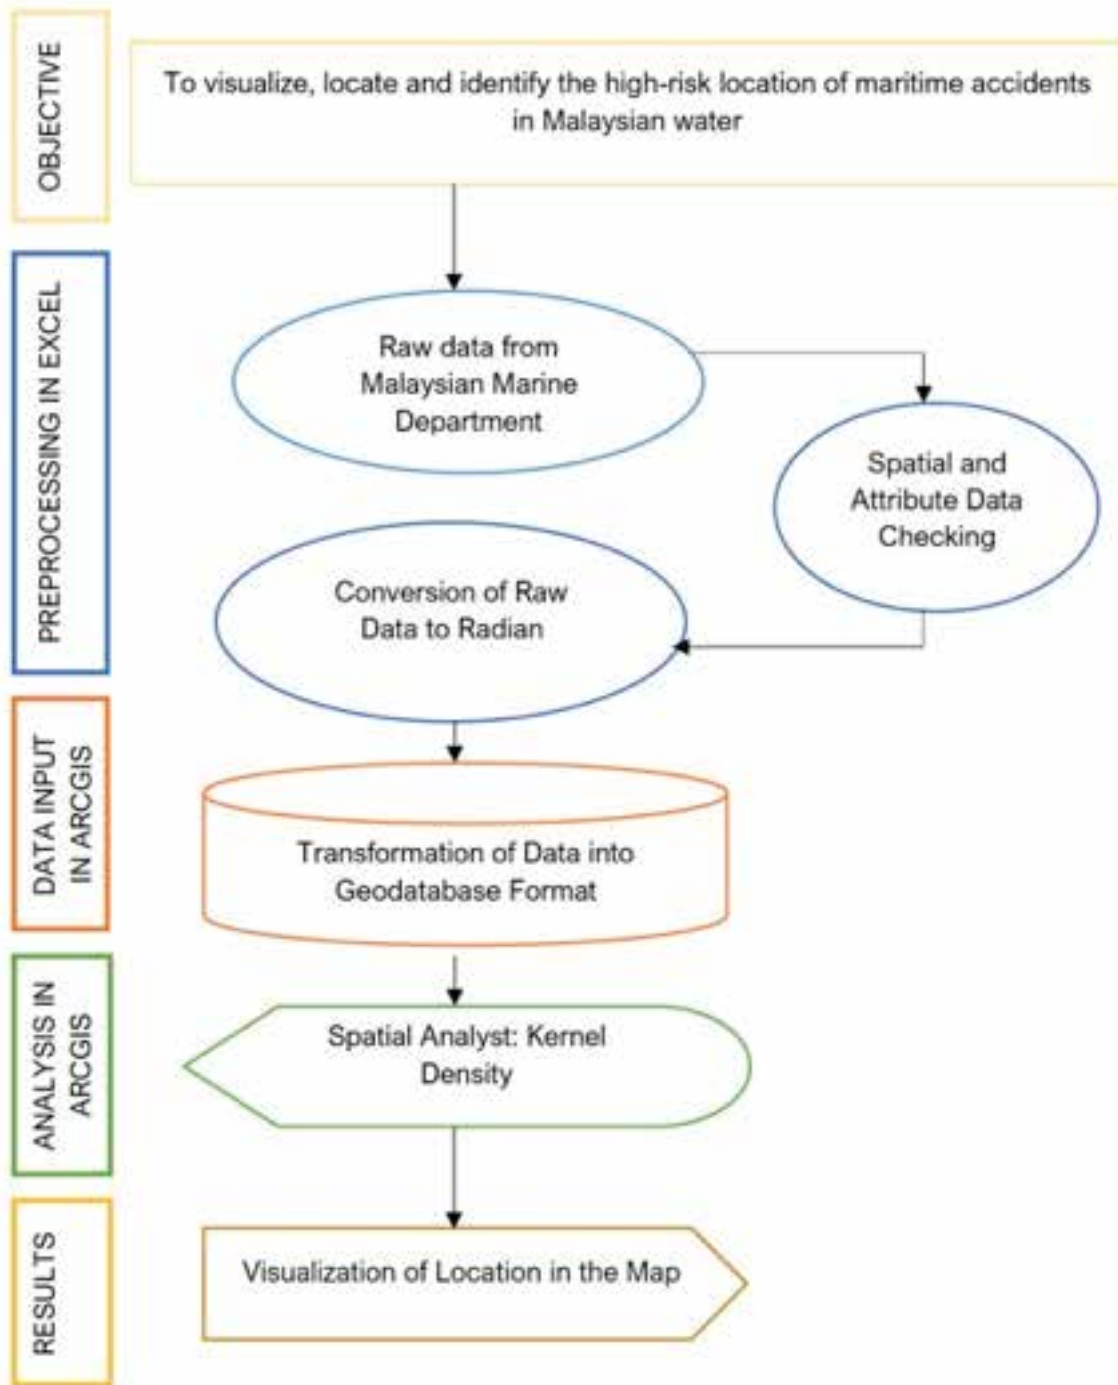 OBJECTIVE
To visualize, locate and identify the high-risk location of maritime accidents
in Malaysian water
PREPROCESSING IN EXCEL
Raw data from
Malaysian Marine
Department
Spatial and
Attribute Data
Checking
Conversion of Raw
Data to Radian
DATA INPUT
IN ARCGIS
Transformation of Data into
Geodatabase Format
ANALYSIS IN
ARCGIS
Spatial Analyst: Kernel
Density
RESULTS
Visualization of Location in the Map